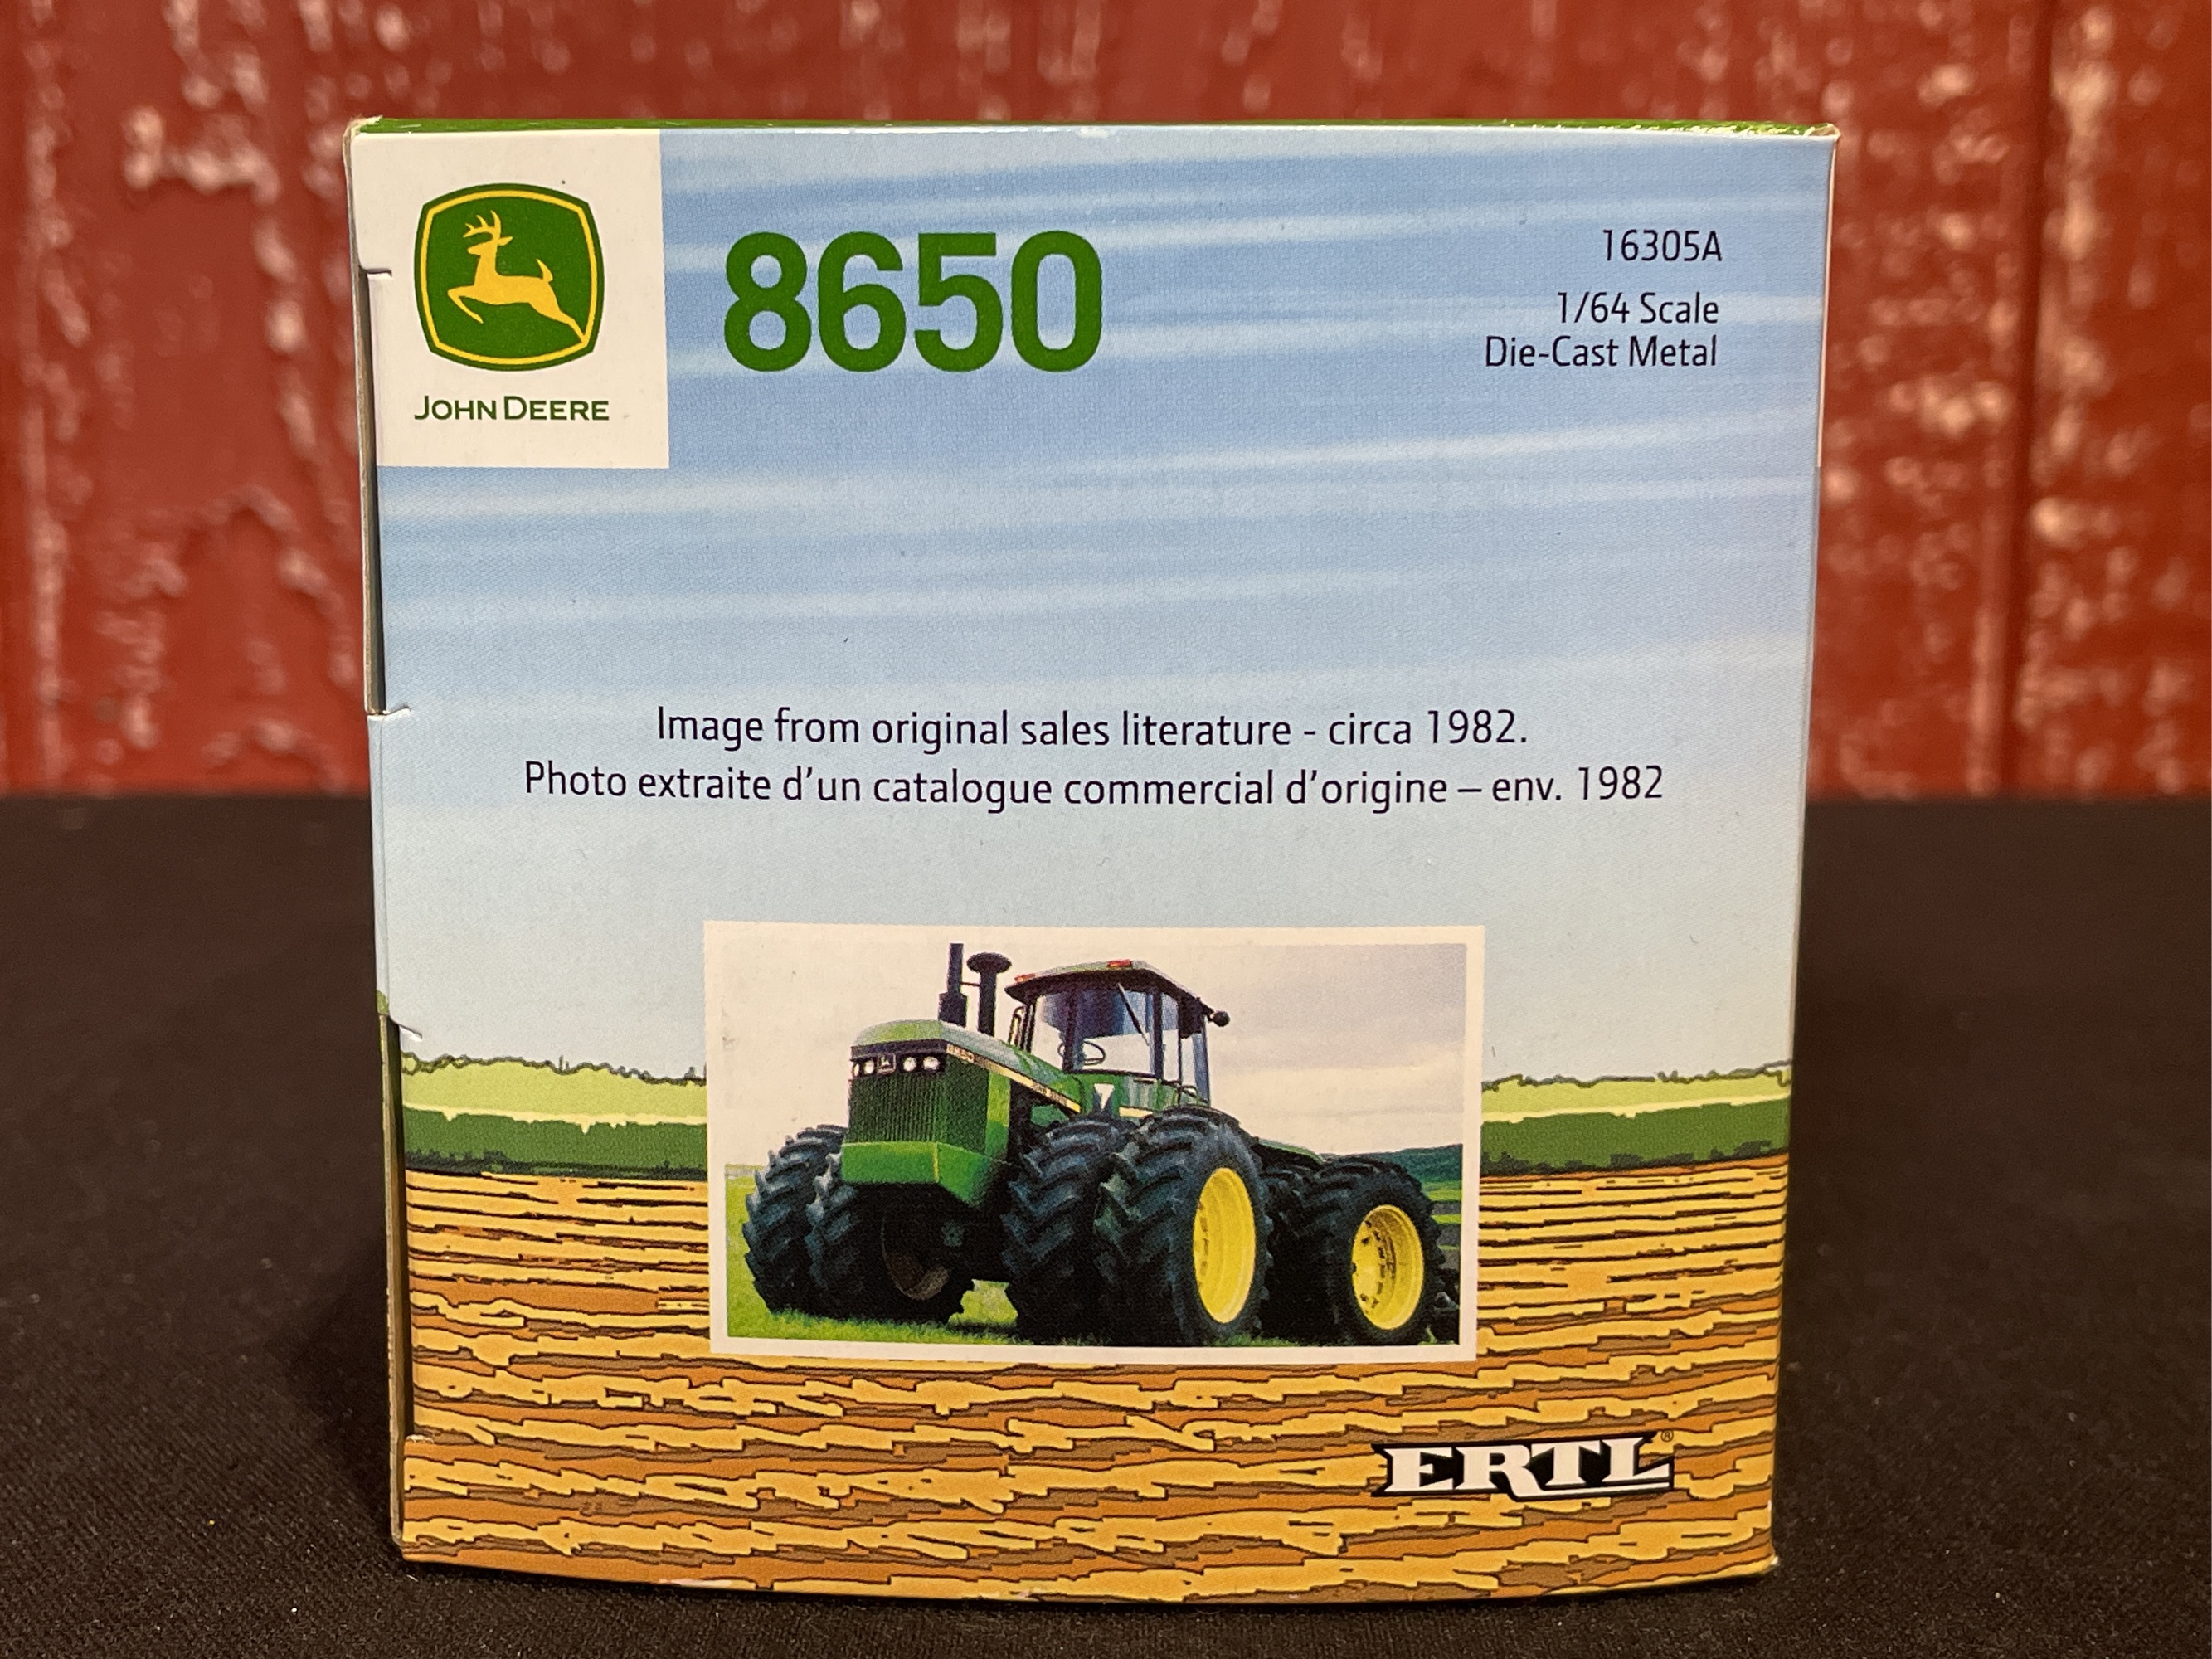 JOHN DEERE
8650
16305A
1/64 Scale
Die-Cast Metal
Image from original sales literature - circa 1982.
Photo extraite d'un catalogue commercial d'origine – env. 1982
8650
ERTL®